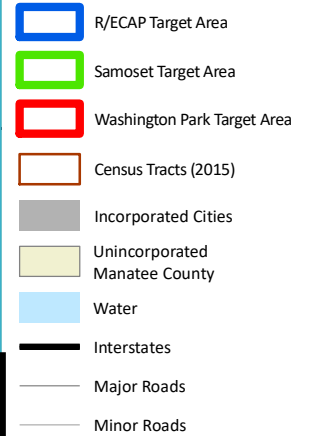 R/ECAP Target Area
Samoset Target Area
Washington Park Target Area
Census Tracts (2015)
Incorporated Cities
Unincorporated
Manatee County
Water
Interstates
Major Roads
Minor Roads